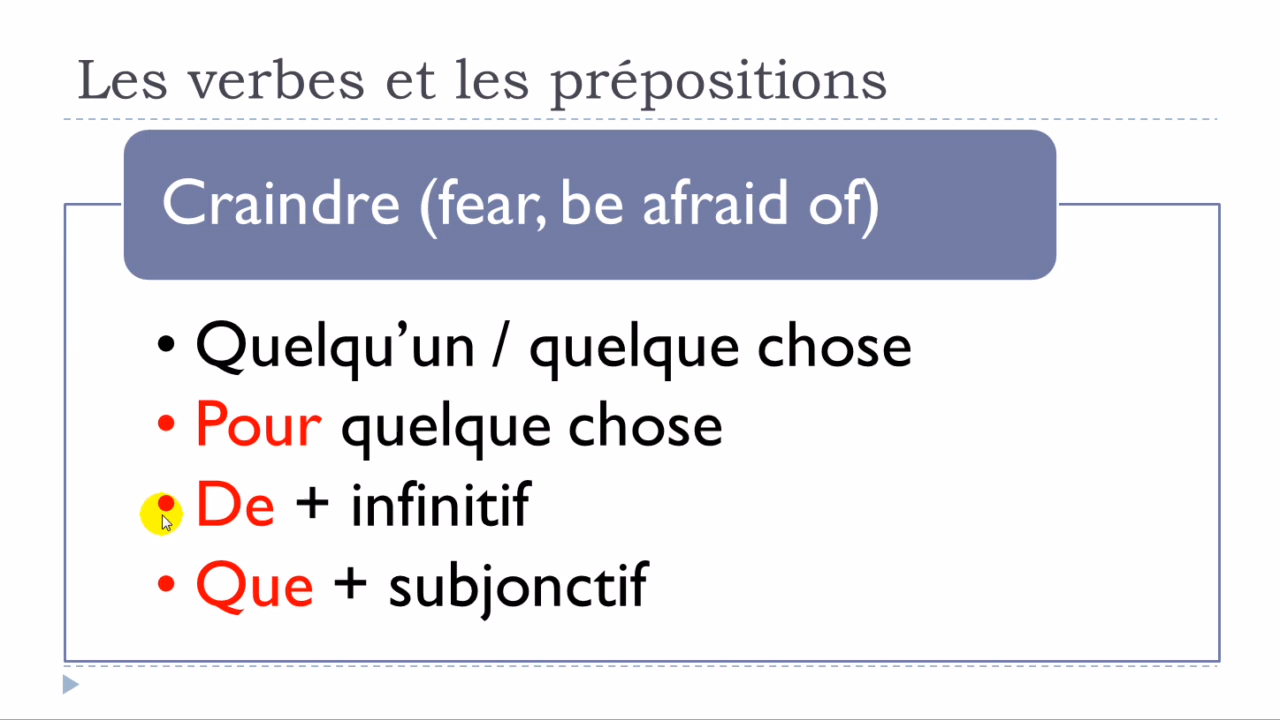 Les verbes et les prépositions
Craindre (fear, be afraid of)
• Quelqu’un / quelque chose
• Pour quelque chose
• De + infinitif
• Que + subjonctif